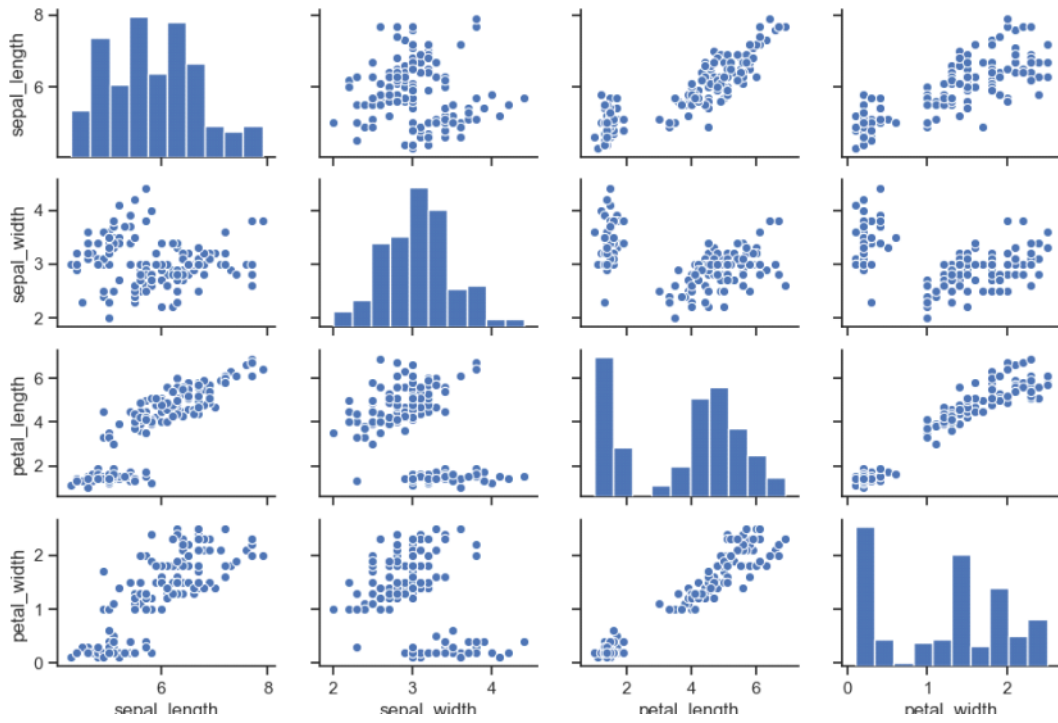 sepal_length
8
6
sepal_width
4
3
2
petal_length
6
4
2
petal_width
2
1
0
6 8
2 3 4
2 4 6
0 1 2
sepal_length sepal_width petal_length petal_width